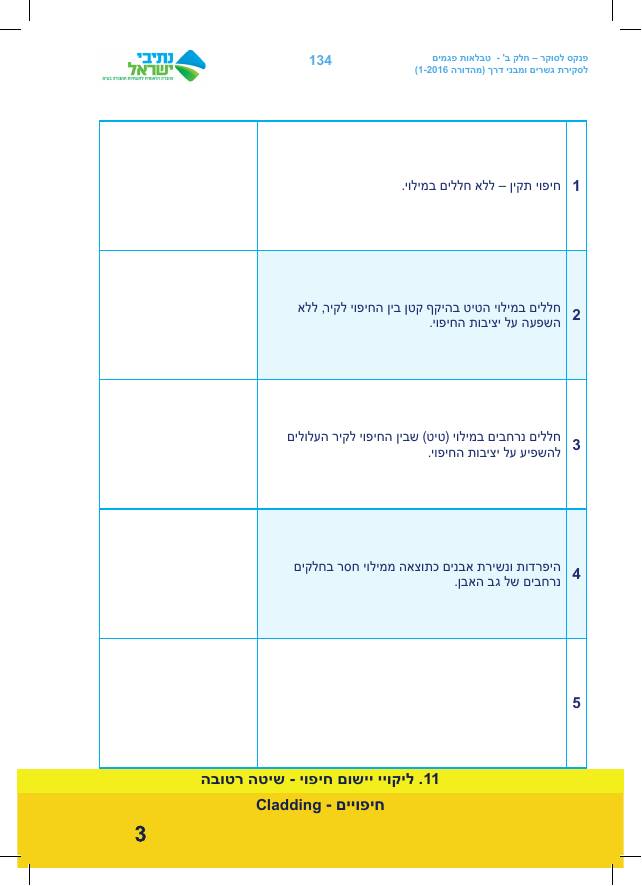 פנקס לסוקר – חלק ב' - טבלאות פגמים
לסקירת גשרים ומבני דרך (מהדורה 1-2016)
134
נתיבי
ישראל
1
חיפוי תקין – ללא חללים במילוי.
2
חללים במילוי הטיט בהיקף קטן בין החיפוי לקיר, ללא
השפעה על יציבות החיפוי.
3
חללים נרחבים במילוי (טיט) שבין החיפוי לקיר העלולים
להשפיע על יציבות החיפוי.
4
היפרדות ונשירת אבנים כתוצאה ממילוי חסר בחלקים
נרחבים של גב האבן.
5
11. ליקויי יישום חיפוי - שיטה רטובה
חיפויים - Cladding
3